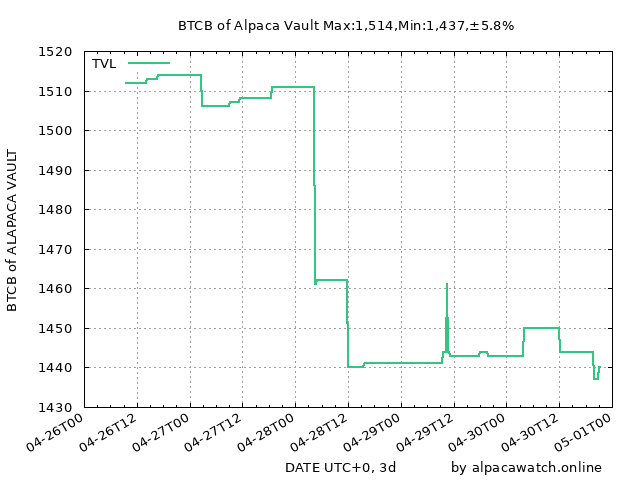 BTCB of Alpaca Vault Max:1,514,Min:1,437,±5.8%
TVL
BTCB of ALAPACA VAULT
1520
1510
1500
1490
1480
1470
1460
1450
1440
1430
04-26T00
04-26T12
04-27T00
04-27T12
04-28T00
04-28T12
04-29T00
04-29T12
04-30T00
04-30T12
05-01T00
DATE UTC+0, 3d
by alpacawatch.online